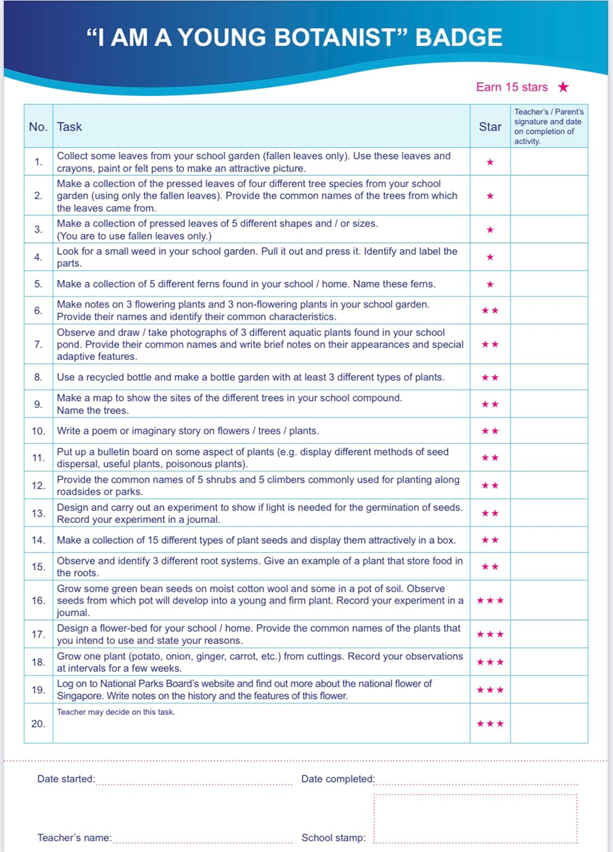 “I AM A YOUNG BOTANIST” BADGE
Earn 15 stars ★
No. Task Star Teacher's / Parent's
signature and date
on completion of
activity.
1. Collect some leaves from your school garden (fallen leaves only). Use these leaves and
crayons, paint or felt pens to make an attractive picture. ★
2. Make a collection of the pressed leaves of four different tree species from your school
garden (using only the fallen leaves). Provide the common names of the trees from which
the leaves came from. ★
3. Make a collection of pressed leaves of 5 different shapes and / or sizes.
(You are to use fallen leaves only.) ★
4. Look for a small weed in your school garden. Pull it out and press it. Identify and label the
parts. ★
5. Make a collection of 5 different ferns found in your school / home. Name these ferns. ★
6. Make notes on 3 flowering plants and 3 non-flowering plants in your school garden.
Provide their names and identify their common characteristics. ★★
7. Observe and draw / take photographs of 3 different aquatic plants found in your school
pond. Provide their common names and write brief notes on their appearances and special
adaptive features. ★★
8. Use a recycled bottle and make a bottle garden with at least 3 different types of plants. ★★
9. Make a map to show the sites of the different trees in your school compound.
Name the trees. ★★
10. Write a poem or imaginary story on flowers / trees / plants. ★★
11. Put up a bulletin board on some aspect of plants (e.g. display different methods of seed
dispersal, useful plants, poisonous plants). ★★
12. Provide the common names of 5 shrubs and 5 climbers commonly used for planting along
roadsides or parks. ★★
13. Design and carry out an experiment to show if light is needed for the germination of seeds.
Record your experiment in a journal. ★★
14. Make a collection of 15 different types of plant seeds and display them attractively in a box. ★★
15. Observe and identify 3 different root systems. Give an example of a plant that store food in
the roots. ★★
16. Grow some green bean seeds on moist cotton wool and some in a pot of soil. Observe
seeds from which pot will develop into a young and firm plant. Record your experiment in a
journal. ★★★
17. Design a flower-bed for your school / home. Provide the common names of the plants that
you intend to use and state your reasons. ★★★
18. Grow one plant (potato, onion, ginger, carrot, etc.) from cuttings. Record your observations
at intervals for a few weeks. ★★★
19. Log on to National Parks Board's website and find out more about the national flower of
Singapore. Write notes on the history and the features of this flower. ★★★
20. Teacher may decide on this task. ★★★
Date started: Date completed:
Teacher's name: School stamp: